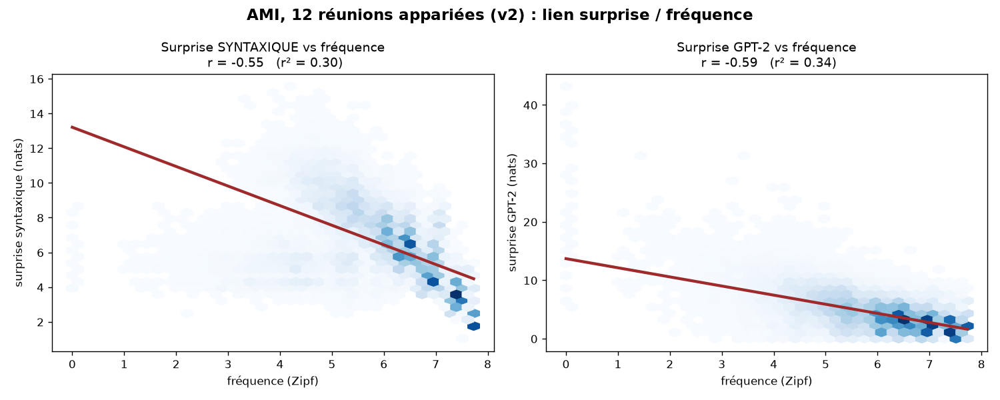 AMI, 12 réunions appariées (v2) : lien surprise / fréquence
Surprise SYNTAXIQUE vs fréquence
r = -0.55   (r² = 0.30)
16
14
12
10
8
6
4
2
surprise syntaxique (nats)
0 1 2 3 4 5 6 7 8
fréquence (Zipf)
Surprise GPT-2 vs fréquence
r = -0.59   (r² = 0.34)
40
30
20
10
0
surprise GPT-2 (nats)
0 1 2 3 4 5 6 7 8
fréquence (Zipf)